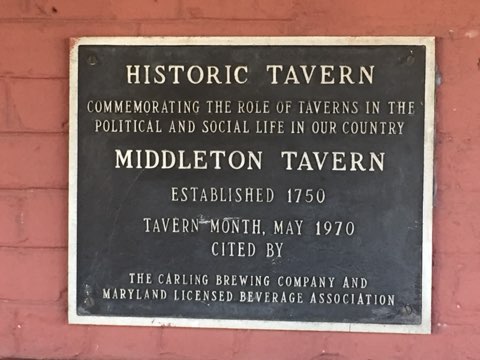 HISTORIC TAVERN
COMMEMORATING THE ROLE OF TAVERNS IN THE
POLITICAL AND SOCIAL LIFE IN OUR COUNTRY
MIDDLETON TAVERN
ESTABLISHED 1750
TAVERN MONTH, MAY 1970
CITED BY
THE CARLING BREWING COMPANY AND
MARYLAND LICENSED BEVERAGE ASSOCIATION